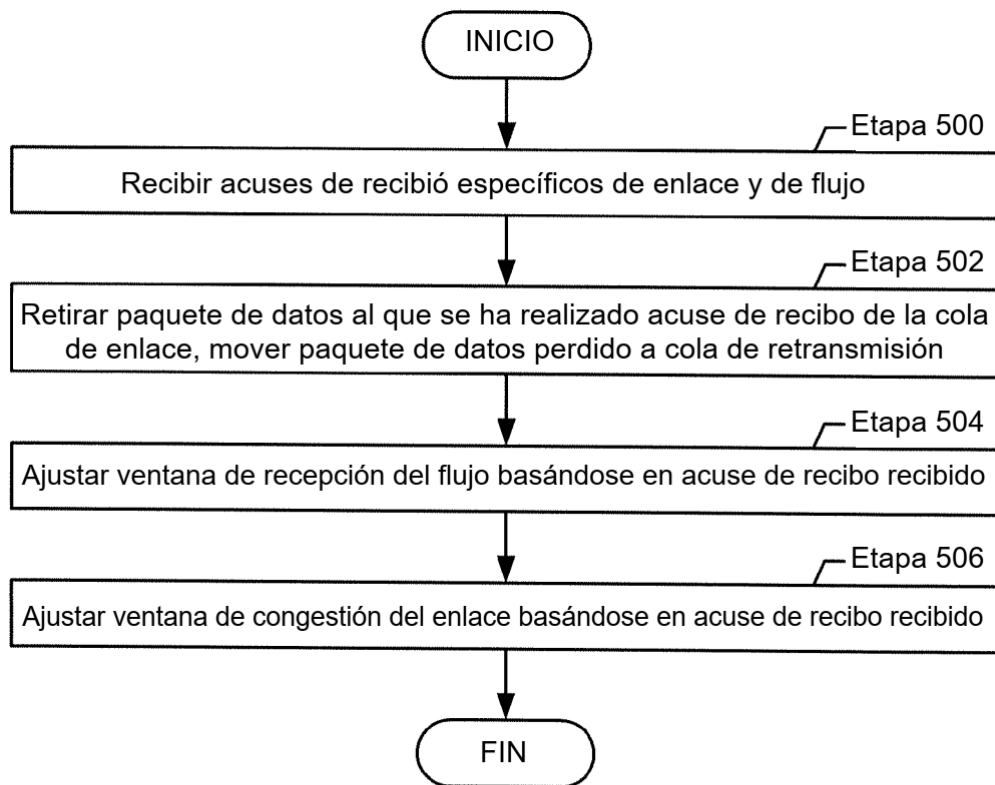 INICIO
Etapa 500
Recibir acuses de recibió específicos de enlace y de flujo
Etapa 502
Retirar paquete de datos al que se ha realizado acuse de recibo de la cola
de enlace, mover paquete de datos perdido a cola de retransmisión
Etapa 504
Ajustar ventana de recepción del flujo basándose en acuse de recibo recibido
Etapa 506
Ajustar ventana de congestión del enlace basándose en acuse de recibo recibido
FIN